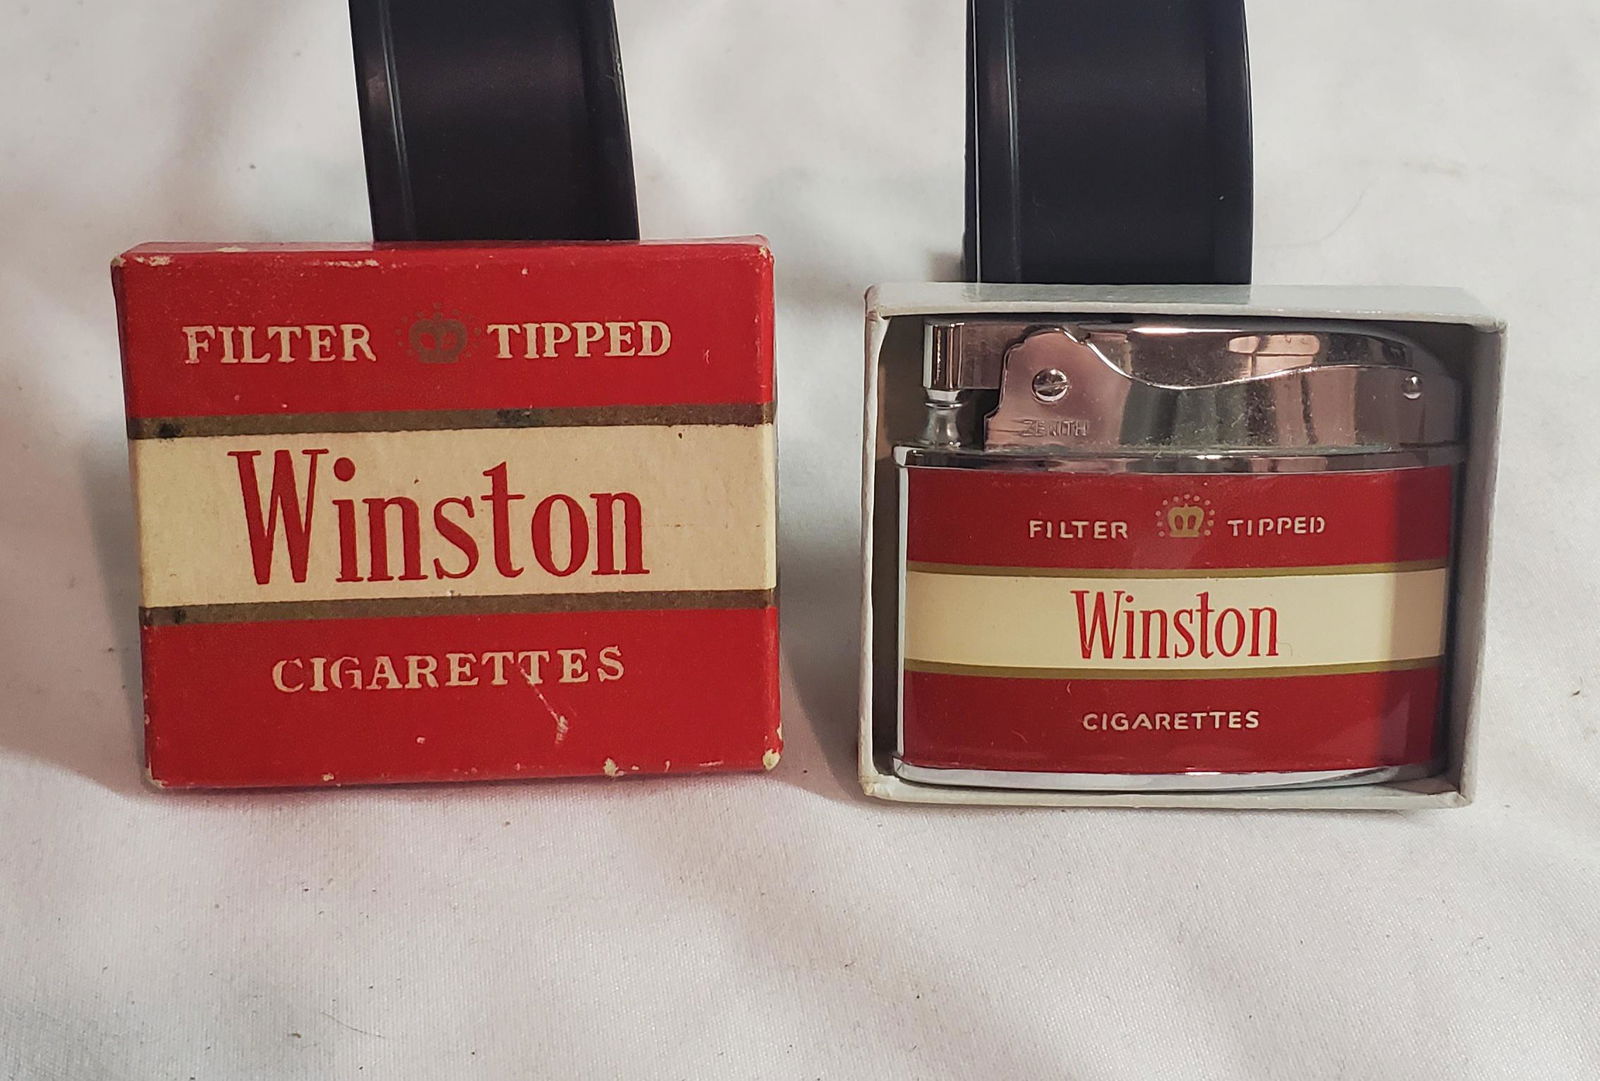 FILTER TIPPED
Winston
CIGARETTES
ZENITH
FILTER TIPPED
Winston
CIGARETTES